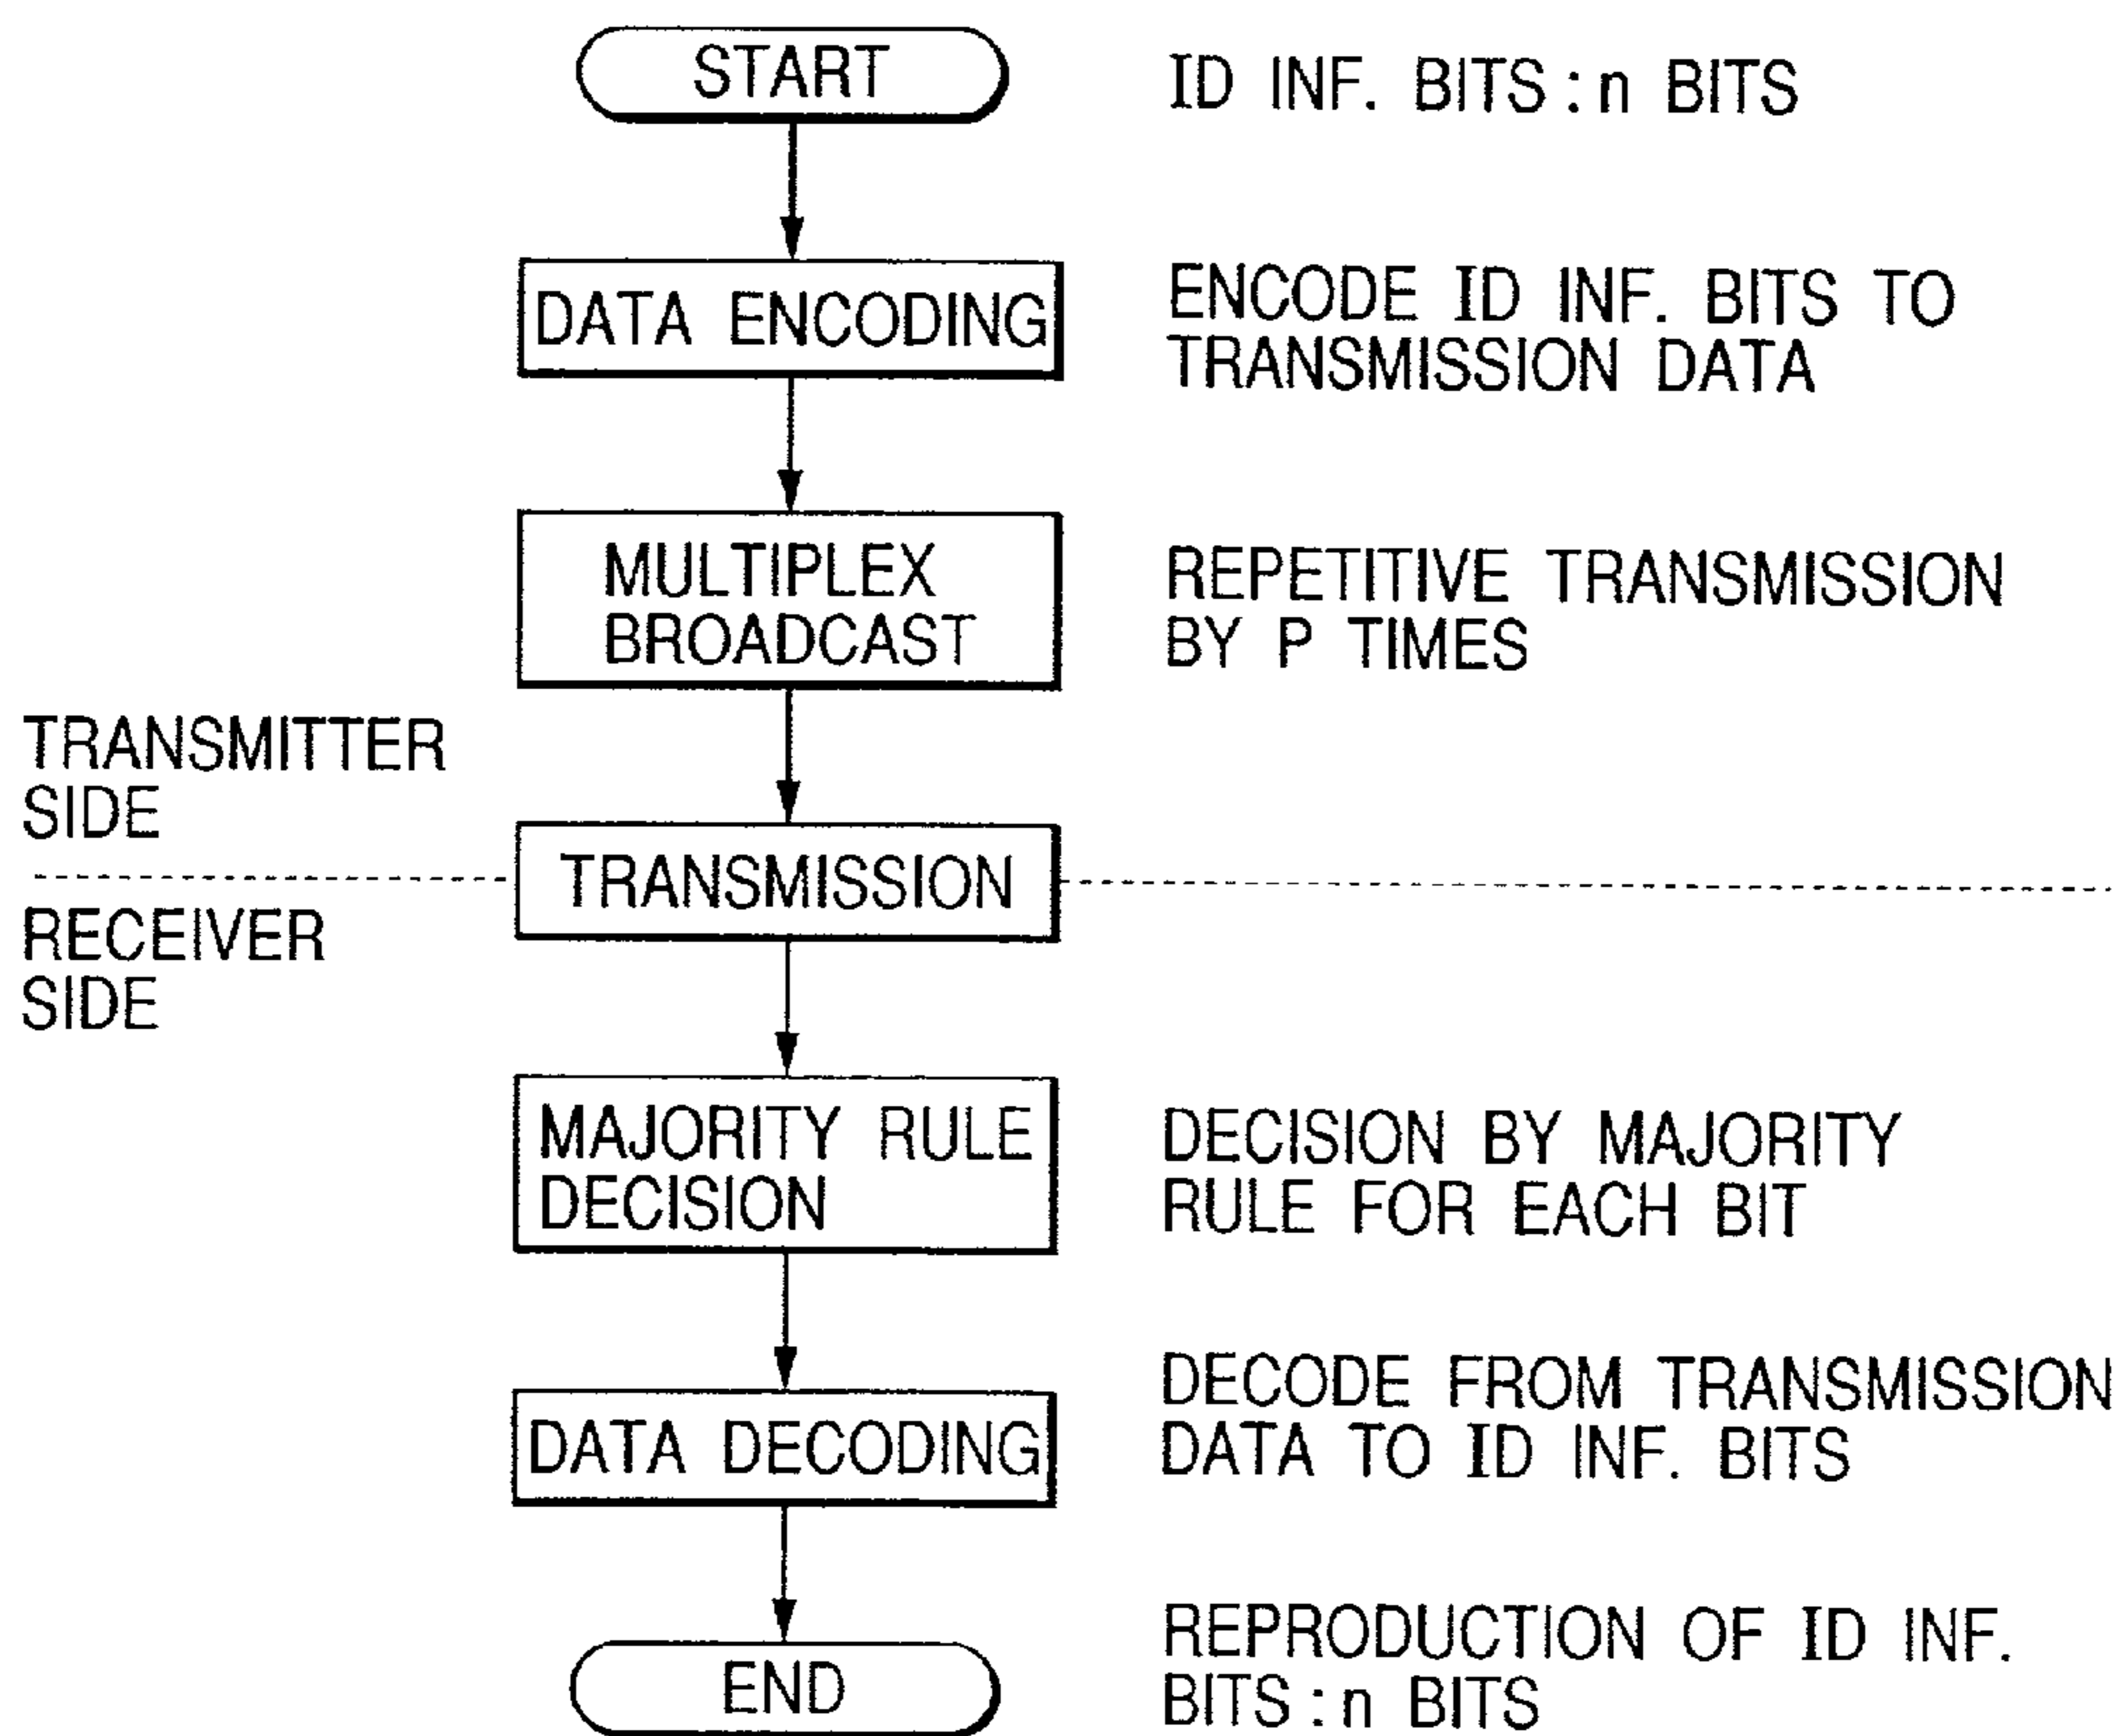 START
ID INF. BITS : n BITS
DATA ENCODING
ENCODE ID INF. BITS TO
TRANSMISSION DATA
MULTIPLEX
BROADCAST
REPETITIVE TRANSMISSION
BY P TIMES
TRANSMITTER
SIDE
TRANSMISSION
RECEIVER
SIDE
MAJORITY RULE
DECISION
DECISION BY MAJORITY
RULE FOR EACH BIT
DATA DECODING
DECODE FROM TRANSMISSION
DATA TO ID INF. BITS
END
REPRODUCTION OF ID INF.
BITS : n BITS